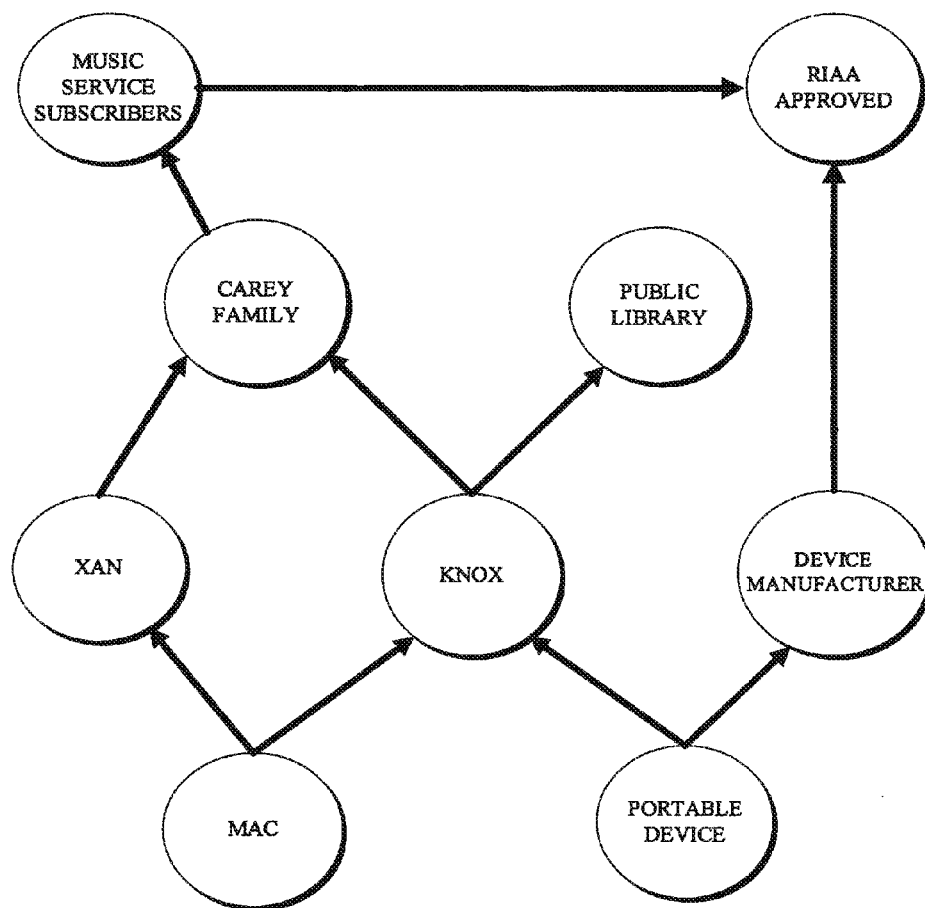 MUSIC
SERVICE
SUBSCRIBERS
RIAA
APPROVED
CAREY
FAMILY
PUBLIC
LIBRARY
XAN
KNOX
DEVICE
MANUFACTURER
MAC
PORTABLE
DEVICE